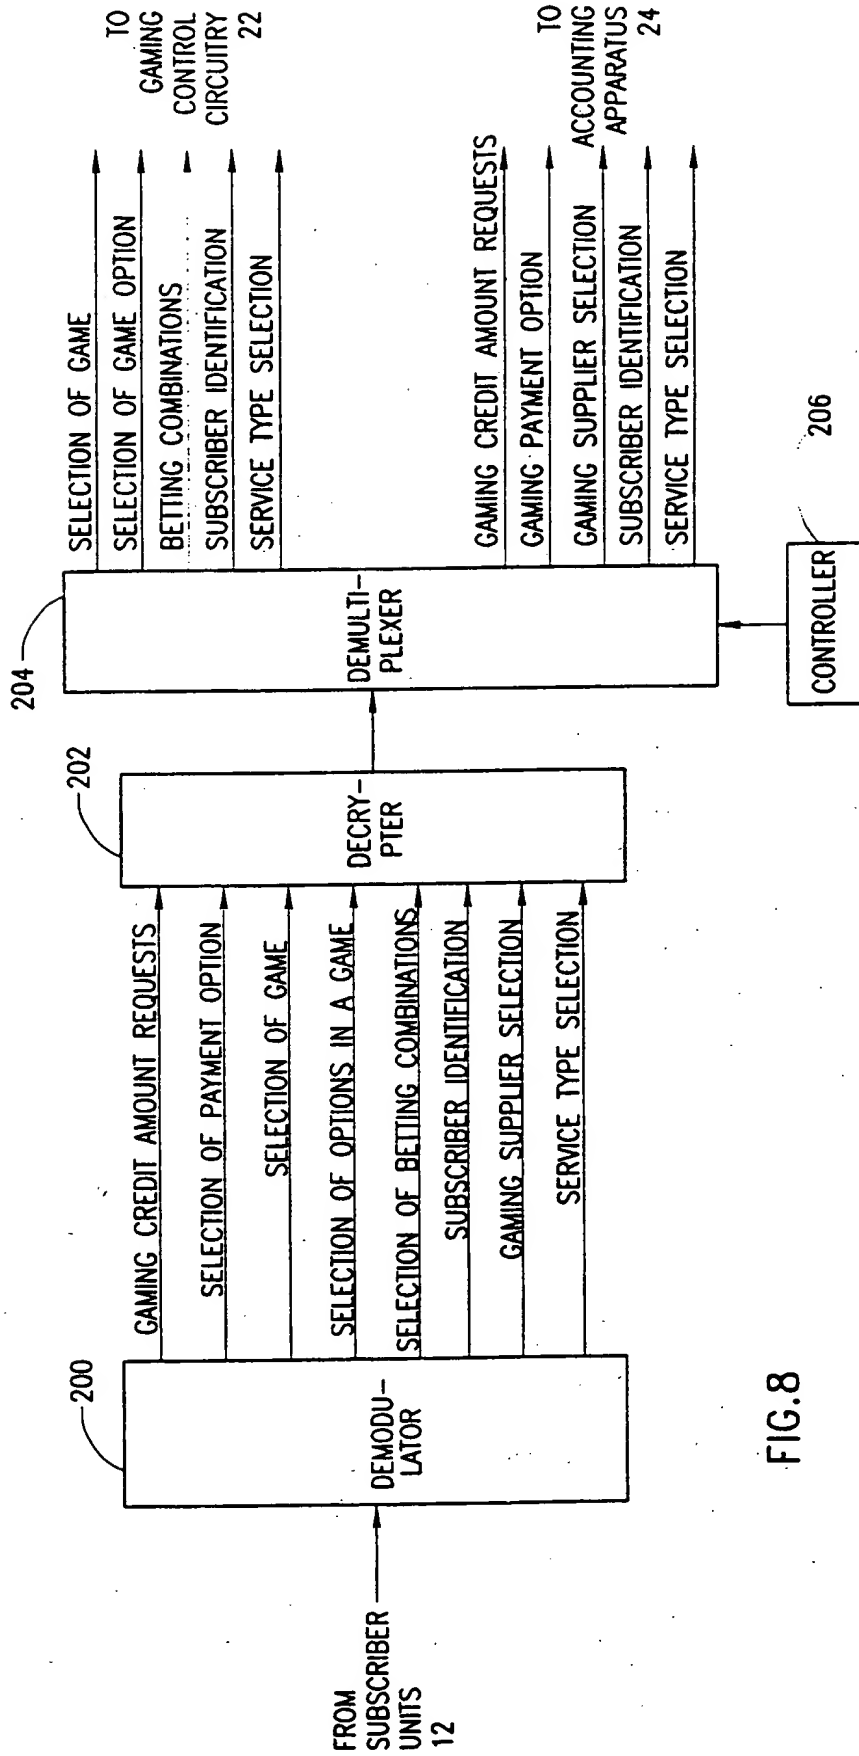 FROM
SUBSCRIBER
UNITS
12
200
DEMODU-
LATOR
GAMING CREDIT AMOUNT REQUESTS
SELECTION OF PAYMENT OPTION
SELECTION OF GAME
SELECTION OF OPTIONS IN A GAME
SELECTION OF BETTING COMBINATIONS
SUBSCRIBER IDENTIFICATION
GAMING SUPPLIER SELECTION
SERVICE TYPE SELECTION
202
DECRY-
PTER
204
DEMULTI-
PLEXER
SELECTION OF GAME
SELECTION OF GAME OPTION
BETTING COMBINATIONS
SUBSCRIBER IDENTIFICATION
SERVICE TYPE SELECTION
TO
GAMING
CONTROL
CIRCUITRY
22
GAMING CREDIT AMOUNT REQUESTS
GAMING PAYMENT OPTION
GAMING SUPPLIER SELECTION
SUBSCRIBER IDENTIFICATION
SERVICE TYPE SELECTION
TO
ACCOUNTING
APPARATUS
24
206
CONTROLLER
FIG.8